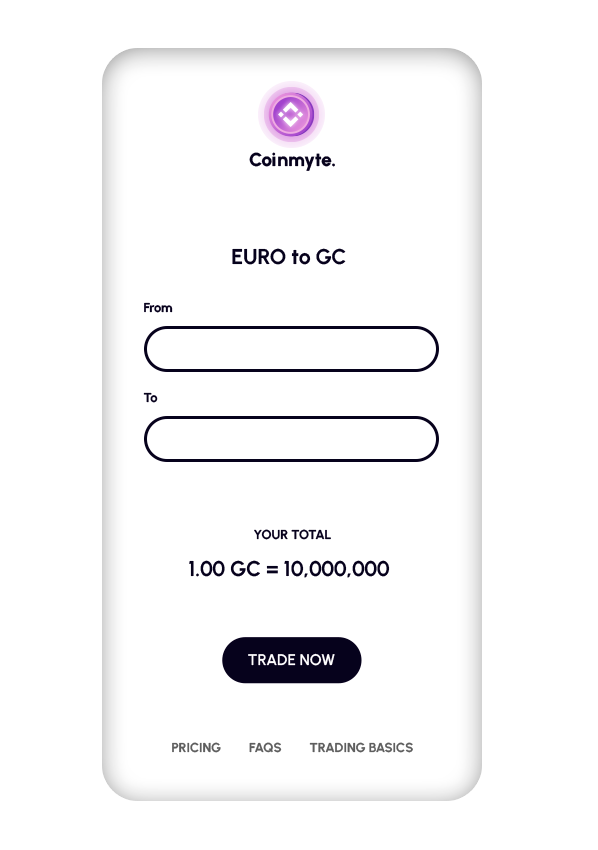 Coinmyte.
EURO to GC
From
To
YOUR TOTAL
1.00 GC = 10,000,000
TRADE NOW
PRICING FAQS TRADING BASICS